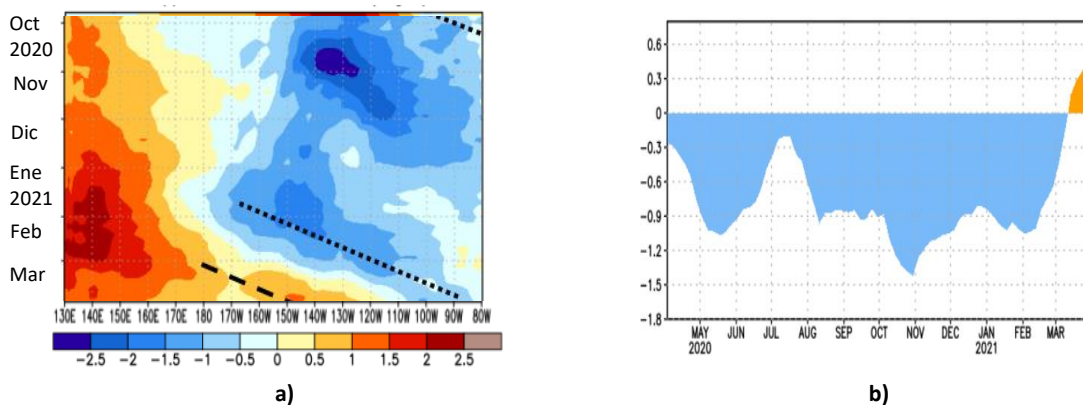 Oct
2020
Nov
Dic
Ene
2021
Feb
Mar
130E 140E 150E 160E 170E 180 170W 160W 150W 140W 130W 120W 110W 100W 90W 80W
−2.5 −2 −1.5 −1 −0.5 0 0.5 1 1.5 2 2.5
a)
0.6
0.3
0
−0.3
−0.6
−0.9
−1.2
−1.5
−1.8
MAY JUN JUL AUG SEP OCT NOV DEC JAN FEB MAR
2020 2021
b)